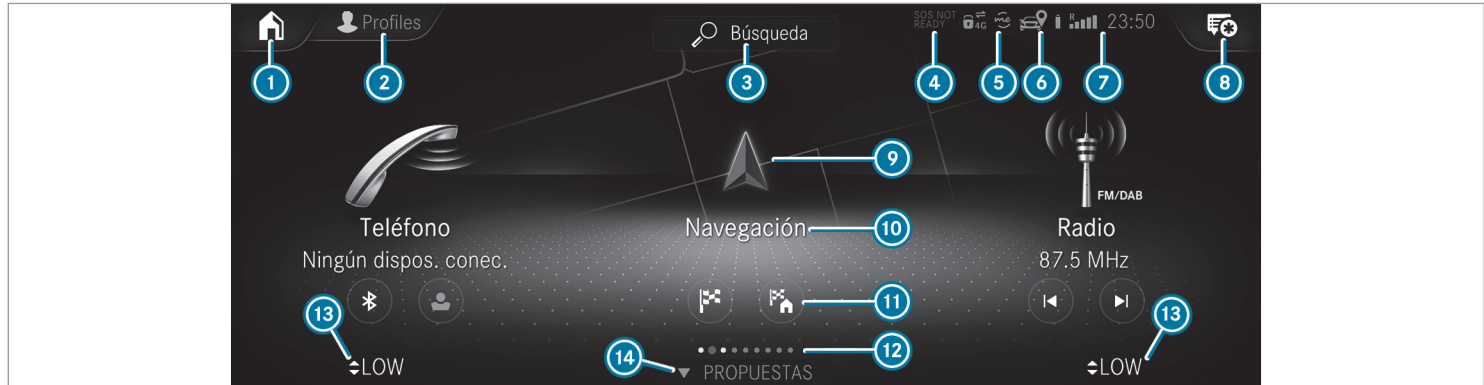 Profiles
Búsqueda
SOS NOT
READY
4G
me
R
23:50
1
2
3
4
5
6
7
8
9
FM/DAB
Teléfono
Navegación
10
Radio
Ningún dispos. conec.
87.5 MHz
11
13
13
12
14
LOW
PROPUESTAS
LOW